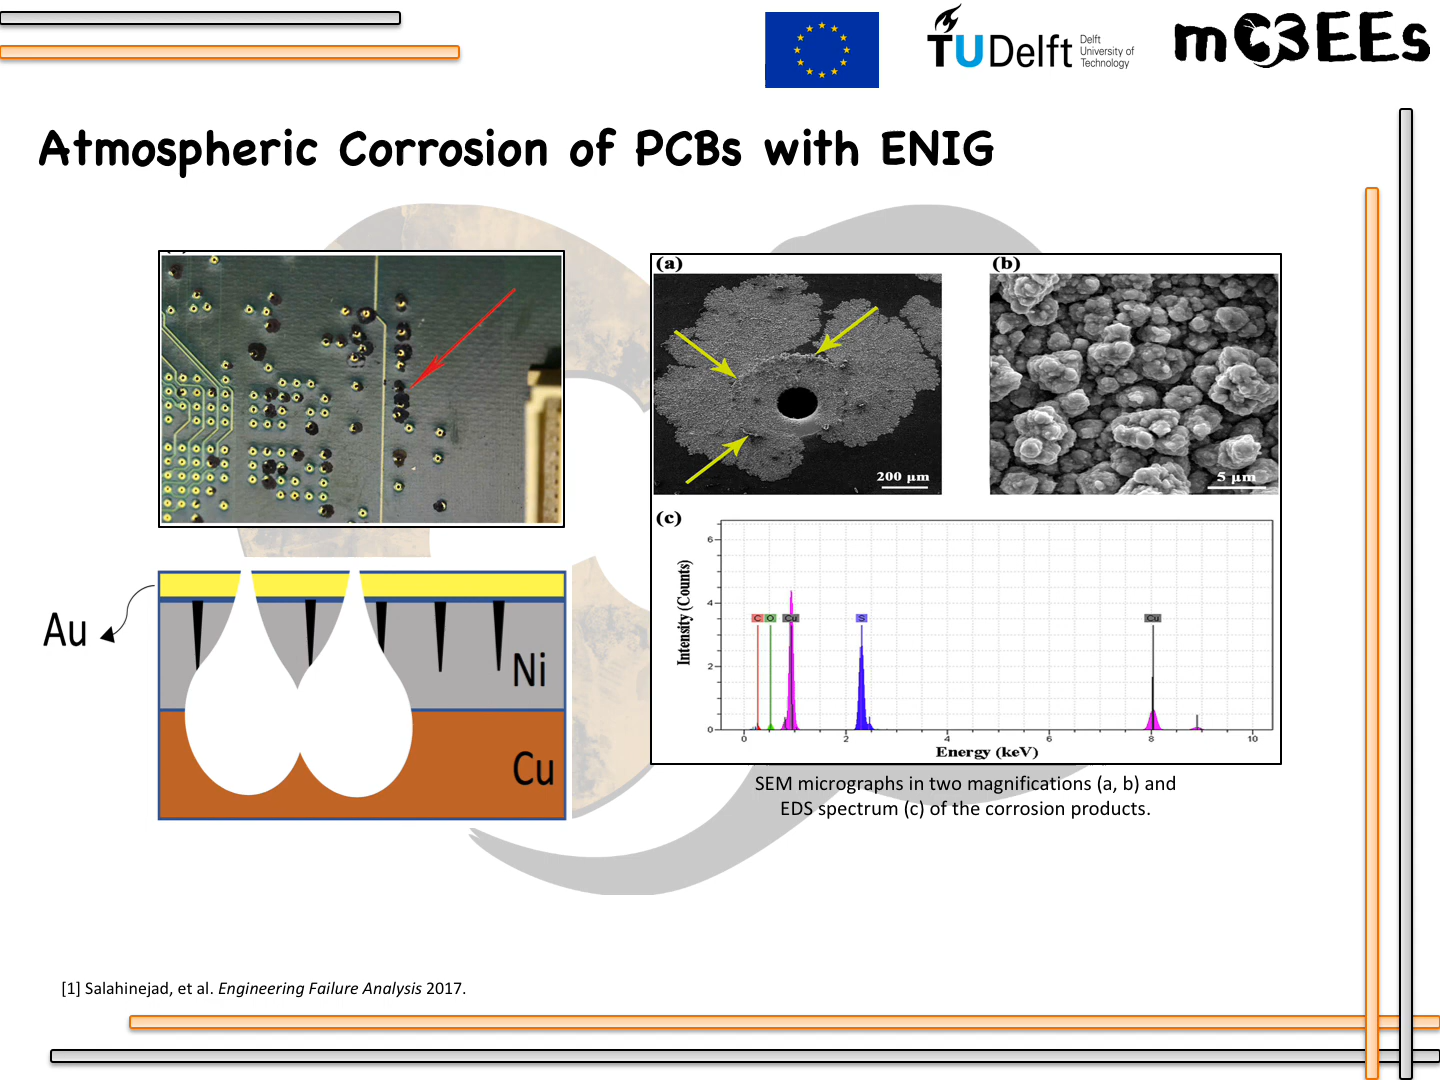 TUDelft
Delft
University of
Technology
mC3EEs
Atmospheric Corrosion of PCBs with ENIG
(a)
(b)
200 μm
5 μm
Au
Ni
Cu
(c)
Intensity (Counts)
6
4
2
0
C
O
Cu
S
Cu
0
2
4
6
8
10
Energy (keV)
SEM micrographs in two magnifications (a, b) and
EDS spectrum (c) of the corrosion products.
[1] Salahinejad, et al. Engineering Failure Analysis 2017.